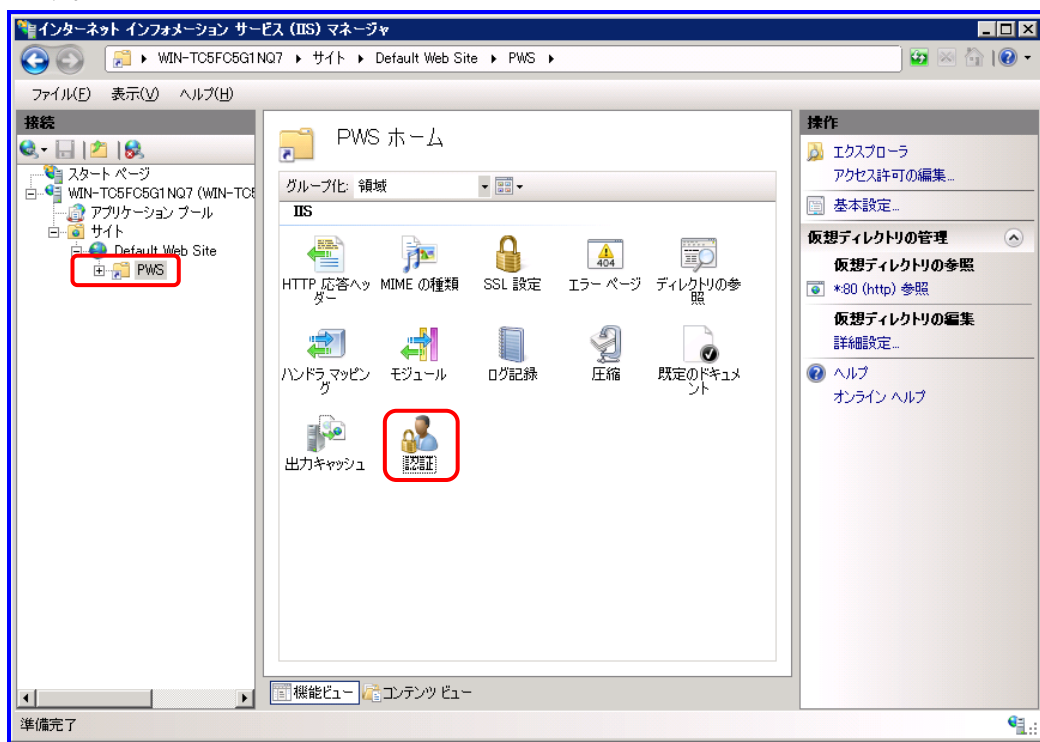 インターネット インフォメーション サービス (IIS) マネージャ
WIN-TC5FC5G1NQ7 ▸ サイト ▸ Default Web Site ▸ PWS ▸
ファイル(F) 表示(V) ヘルプ(H)
接続
スタート ページ
WIN-TC5FC5G1NQ7 (WIN-TC5
アプリケーション プール
サイト
Default Web Site
PWS
PWS ホーム
グループ化: 領域
IIS
HTTP 応答ヘッダー
MIME の種類
SSL 設定
エラー ページ
ディレクトリの参照
ハンドラ マッピング
モジュール
ログ記録
圧縮
既定のドキュメント
出力キャッシュ
認証
機能ビュー
コンテンツ ビュー
操作
エクスプローラ
アクセス許可の編集...
基本設定...
仮想ディレクトリの管理
仮想ディレクトリの参照
*:80 (http) 参照
仮想ディレクトリの編集
詳細設定...
ヘルプ
オンライン ヘルプ
準備完了